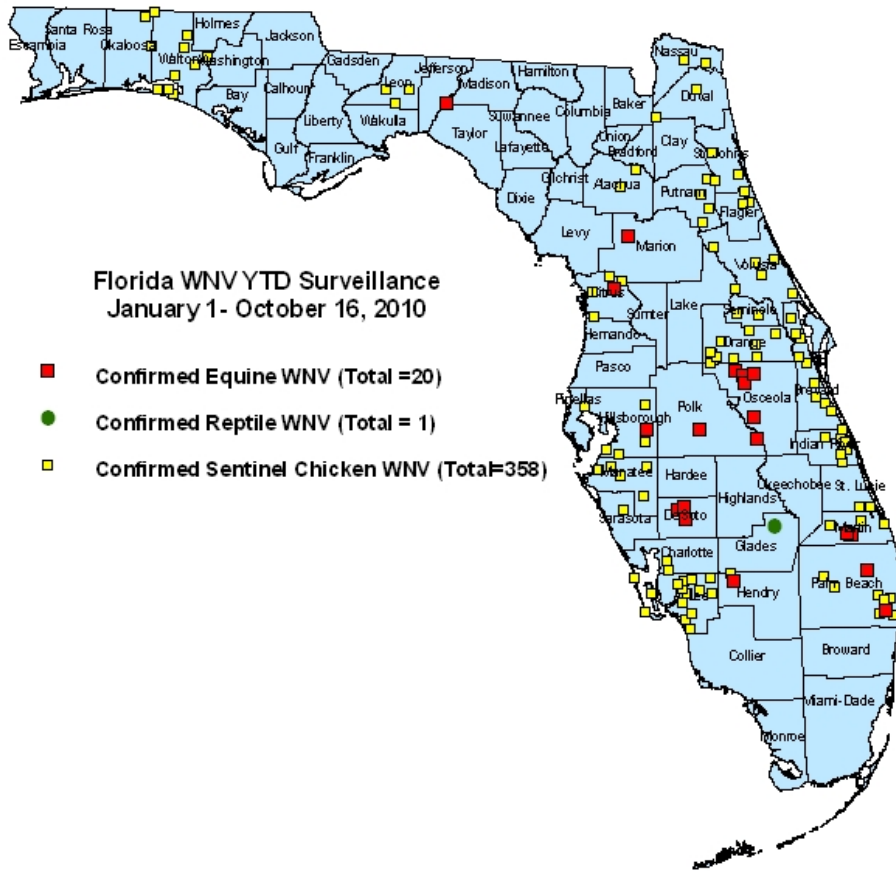 Holmes
Santa Rosa
Jackson
Escambia
Okaloosa
Walton
Washington
Nassau
Gadsden
Hamilton
Jefferson
Leon
Madison
Calhoun
Duval
Bay
Baker
Columbia
Liberty
Wakulla
Suwannee
Taylor
Union
Clay
Gulf
Lafayette
Bradford
St. Johns
Franklin
Gilchrist
Alachua
Putnam
Dixie
Flagler
Levy
Marion
Volusia
Florida WNV YTD Surveillance
January 1- October 16, 2010
Citrus
Lake
Seminole
Sumter
Hernando
Orange
Pasco
Confirmed Equine WNV (Total =20)
Brevard
Osceola
Pinellas
Polk
Hillsborough
Confirmed Reptile WNV (Total = 1)
Indian River
Confirmed Sentinel Chicken WNV (Total=358)
Manatee
Hardee
Okeechobee
St. Lucie
Highlands
DeSoto
Sarasota
Martin
Charlotte
Glades
Palm Beach
Lee
Hendry
Broward
Collier
Miami-Dade
Monroe